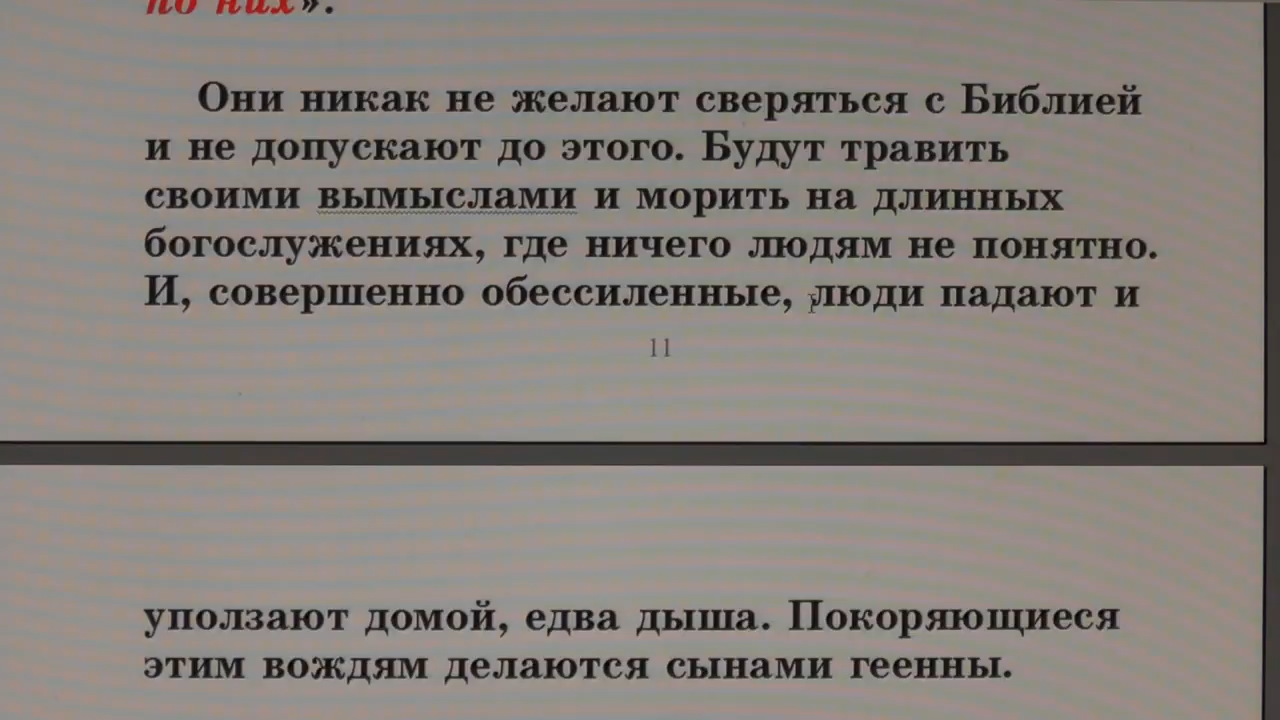 по них».
Они никак не желают сверяться с Библией
и не допускают до этого. Будут травить
своими вымыслами и морить на длинных
богослужениях, где ничего людям не понятно.
И, совершенно обессиленные, люди падают и
11
уползают домой, едва дыша. Покоряющиеся
этим вождям делаются сынами геенны.